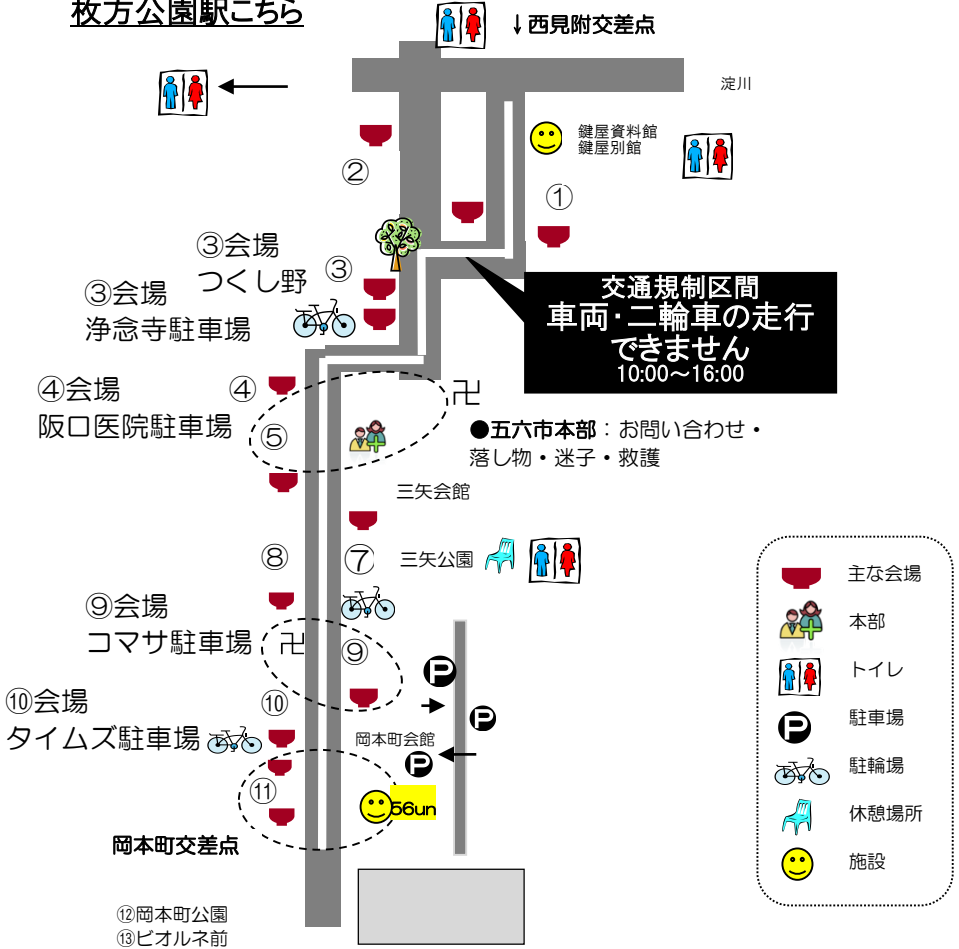 枚方公園駅こちら
↓西見附交差点
淀川
鍵屋資料館
鍵屋別館
②
①
③会場
つくし野
③
③会場
浄念寺駐車場
交通規制区間
車両・二輪車の走行
できません
10:00～16:00
④会場
阪口医院駐車場
④
卍
⑤
●五六市本部：お問い合わせ・
落し物・迷子・救護
三矢会館
⑧
⑦
三矢公園
⑨会場
コマサ駐車場
卍
⑨
P
P
⑩会場
タイムズ駐車場
⑩
岡本町会館
P
⑪
56un
岡本町交差点
⑫岡本町公園
⑬ビオルネ前
主な会場
本部
トイレ
P 駐車場
駐輪場
休憩場所
施設